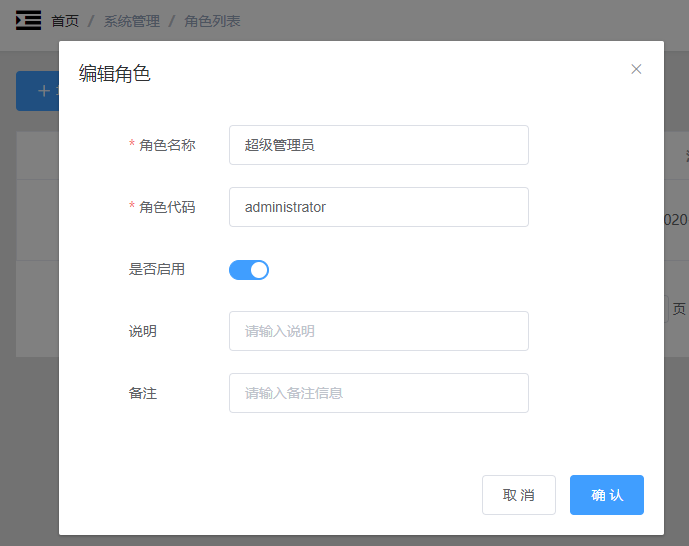 首页 / 系统管理 / 角色列表
编辑角色
* 角色名称 超级管理员
* 角色代码 administrator
是否启用
020
说明 请输入说明
页
备注 请输入备注信息
取 消 确 认